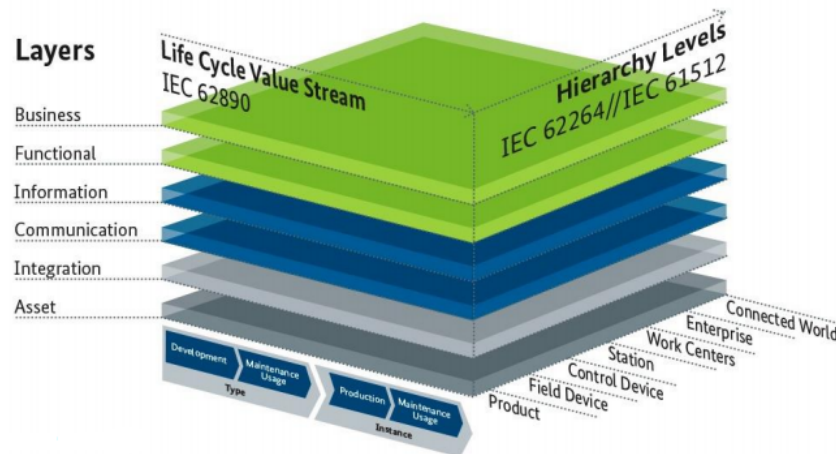 Layers
Life Cycle Value Stream
IEC 62890
Hierarchy Levels
IEC 62264//IEC 61512
Business
Functional
Information
Communication
Integration
Asset
Development
Maintenance
Usage
Type
Production
Maintenance
Usage
Instance
Connected World
Enterprise
Work Centers
Station
Control Device
Field Device
Product